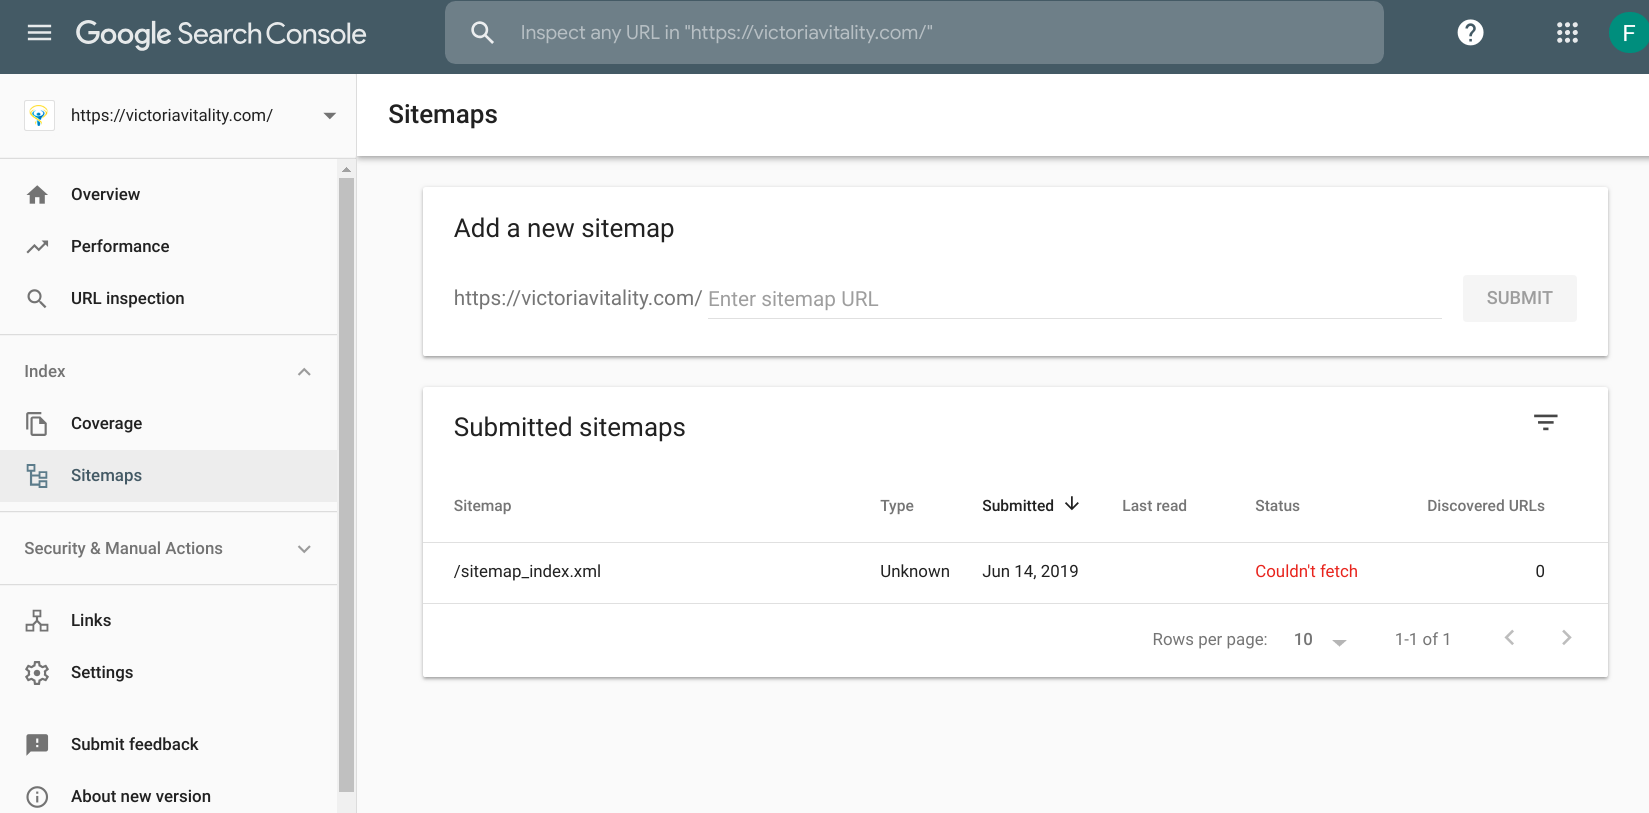 Google Search Console
Inspect any URL in "https://victoriavitality.com/"
F
https://victoriavitality.com/
Sitemaps
Overview
Performance
URL inspection
Index
Coverage
Sitemaps
Security & Manual Actions
Links
Settings
Submit feedback
About new version
Add a new sitemap
https://victoriavitality.com/ Enter sitemap URL
SUBMIT
Submitted sitemaps
Sitemap Type Submitted Last read Status Discovered URLs
/sitemap_index.xml Unknown Jun 14, 2019 Couldn't fetch 0
Rows per page: 10 1-1 of 1